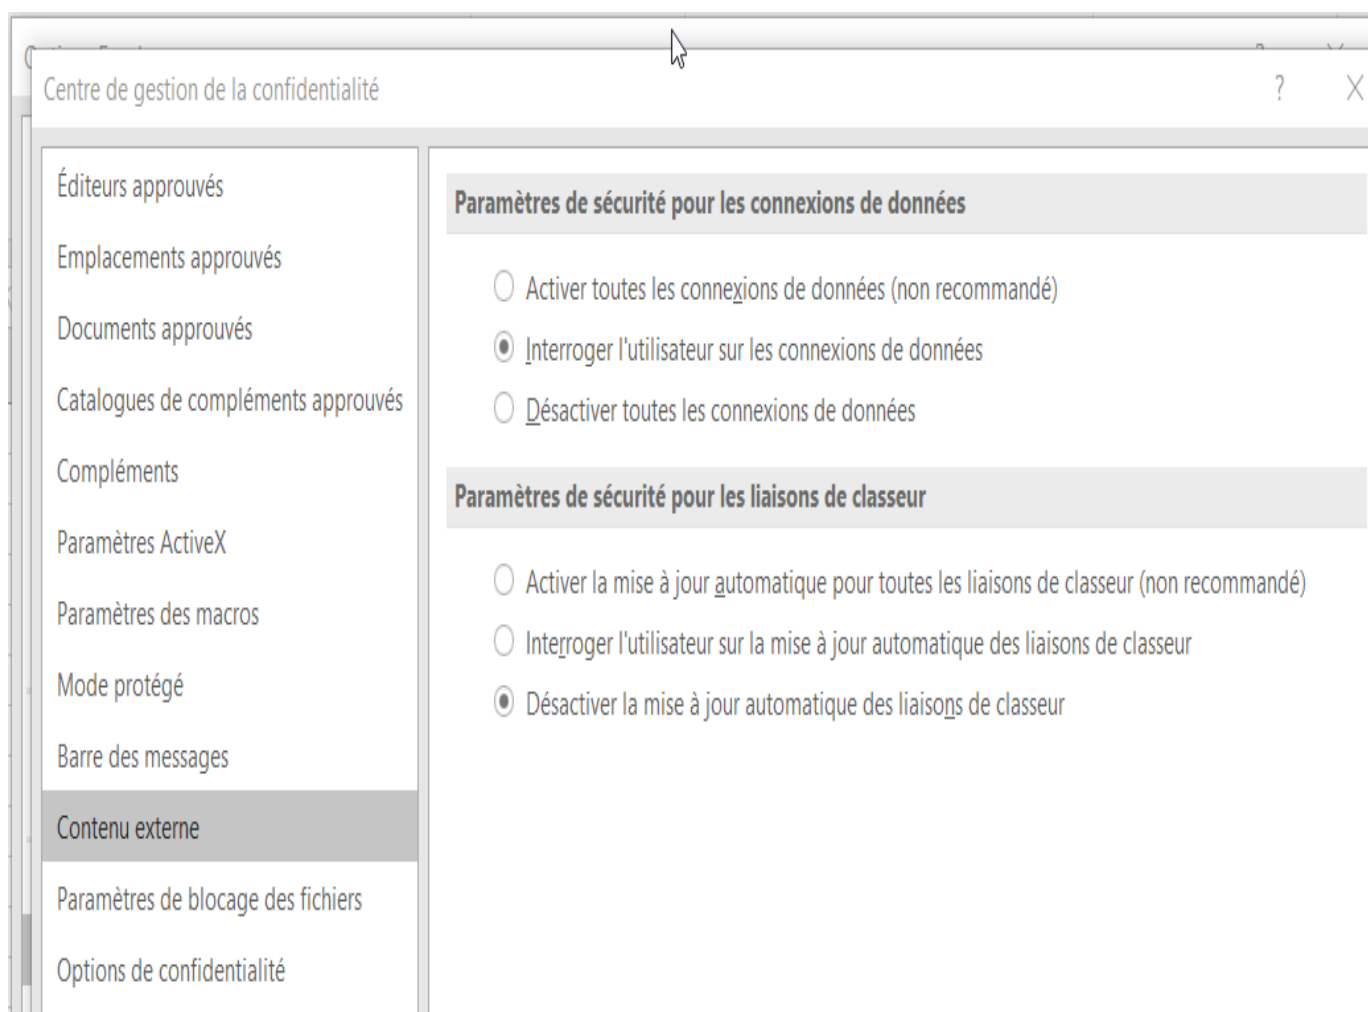 Centre de gestion de la confidentialité
?
Éditeurs approuvés
Emplacements approuvés
Documents approuvés
Catalogues de compléments approuvés
Compléments
Paramètres ActiveX
Paramètres des macros
Mode protégé
Barre des messages
Contenu externe
Paramètres de blocage des fichiers
Options de confidentialité
Paramètres de sécurité pour les connexions de données
Activer toutes les connexions de données (non recommandé)
Interroger l'utilisateur sur les connexions de données
Désactiver toutes les connexions de données
Paramètres de sécurité pour les liaisons de classeur
Activer la mise à jour automatique pour toutes les liaisons de classeur (non recommandé)
Interroger l'utilisateur sur la mise à jour automatique des liaisons de classeur
Désactiver la mise à jour automatique des liaisons de classeur